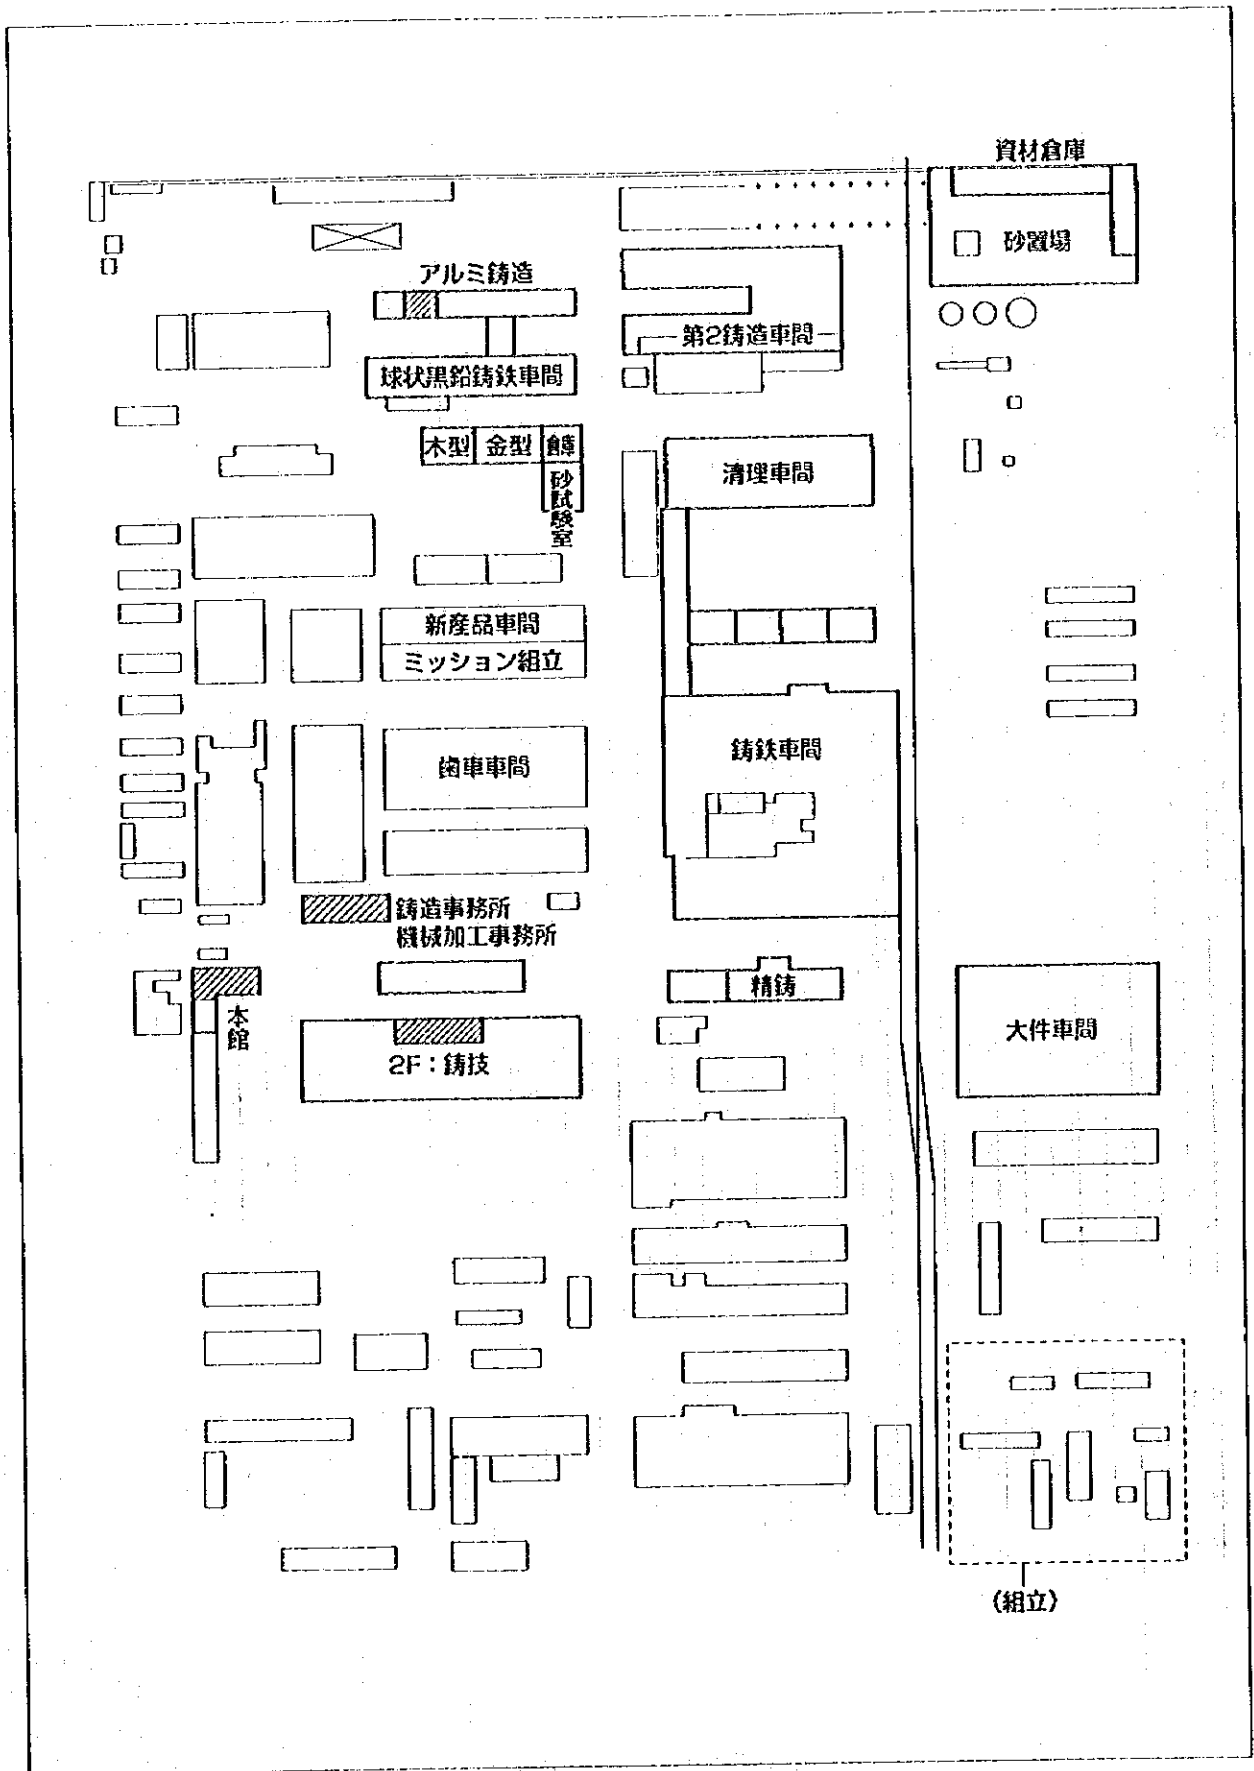 資材倉庫
砂置場
アルミ鋳造
第2鋳造車間
球状黒鉛鋳鉄車間
木型
金型
倉庫
清理車間
砂試験室
新産品車間
ミッション組立
鋳鉄車間
歯車車間
鋳造事務所
機械加工事務所
精鋳
本館
大件車間
2F：鋳技
(組立)